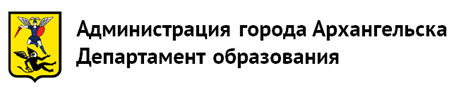 Администрация города Архангельска
Департамент образования